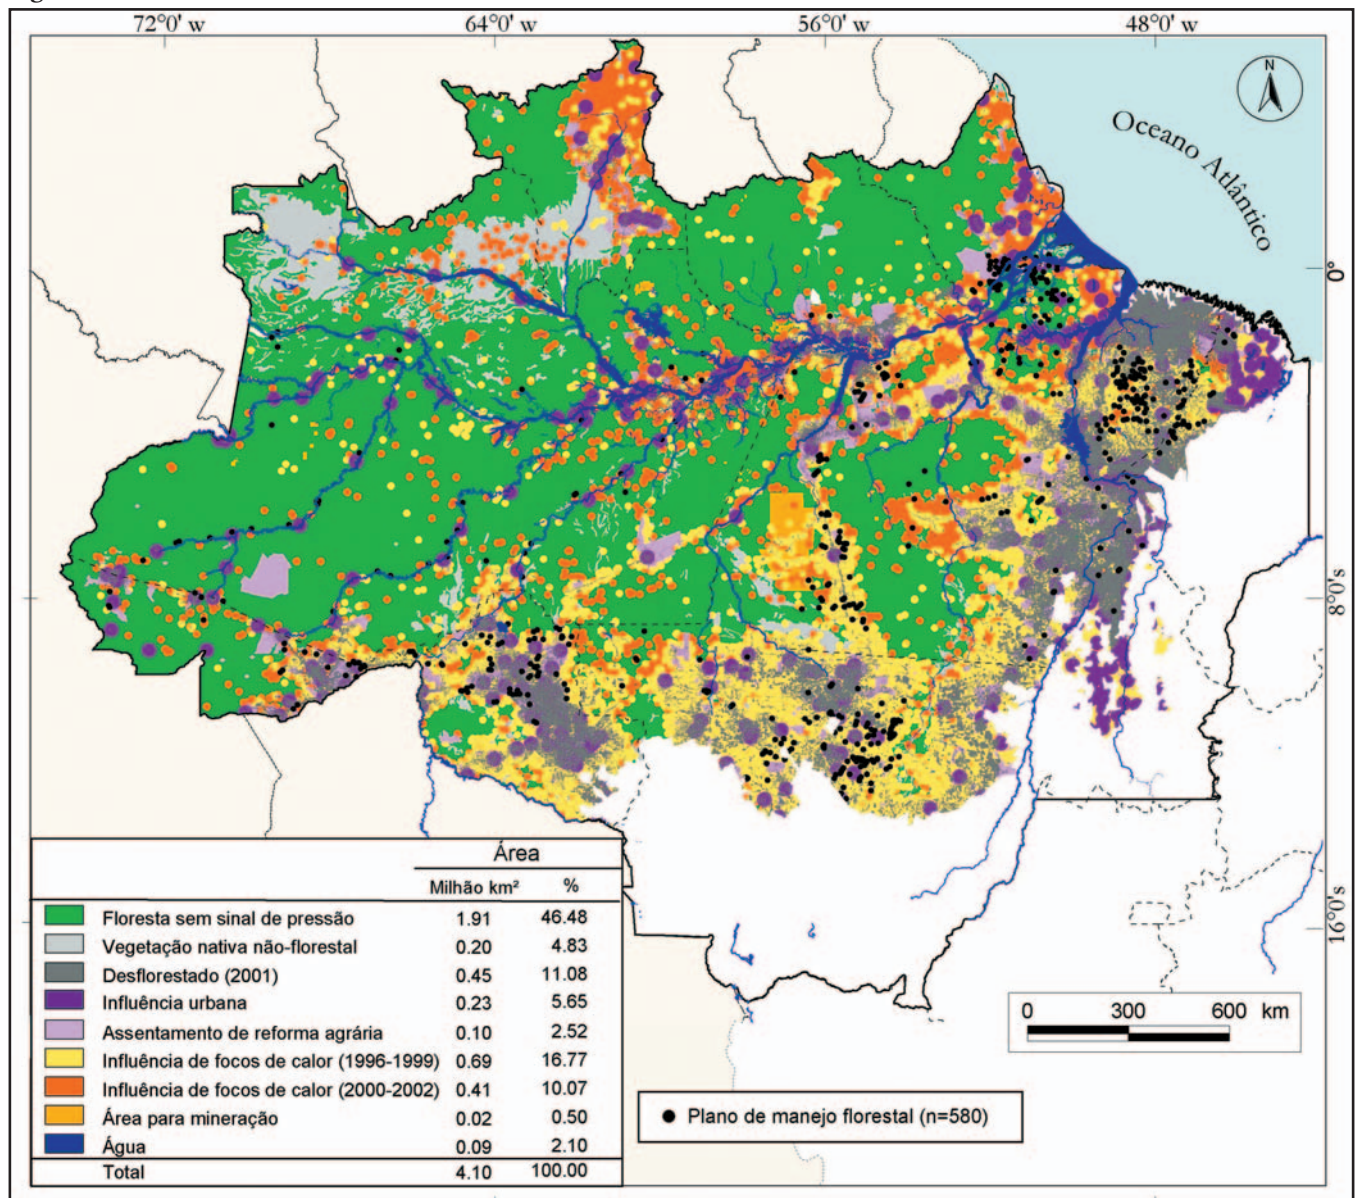 72°0' w 64°0' w 56°0' w 48°0' w
N
Oceano Atlântico
0°
8°0's
16°0's
Área
Milhão km² %
Floresta sem sinal de pressão 1.91 46.48
Vegetação nativa não-florestal 0.20 4.83
Desflorestado (2001) 0.45 11.08
Influência urbana 0.23 5.65
Assentamento de reforma agrária 0.10 2.52
Influência de focos de calor (1996-1999) 0.69 16.77
Influência de focos de calor (2000-2002) 0.41 10.07
Área para mineração 0.02 0.50
Água 0.09 2.10
Total 4.10 100.00
0 300 600 km
Plano de manejo florestal (n=580)